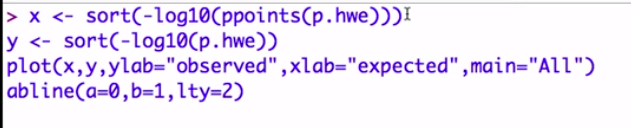 > x <- sort(-log10(ppoints(p.hwe)))
y <- sort(-log10(p.hwe))
plot(x,y,ylab="observed",xlab="expected",main="All")
abline(a=0,b=1,lty=2)